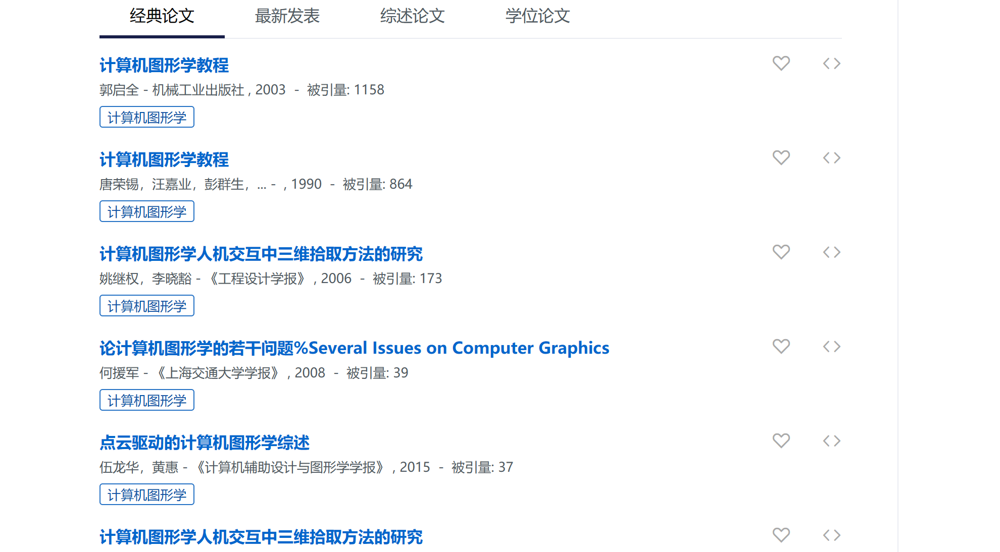 经典论文 最新发表 综述论文 学位论文
计算机图形学教程
郭启全 - 机械工业出版社 , 2003 - 被引量: 1158
计算机图形学
计算机图形学教程
唐荣锡，汪嘉业，彭群生，... - , 1990 - 被引量: 864
计算机图形学
计算机图形学人机交互中三维拾取方法的研究
姚继权，李晓豁 - 《工程设计学报》 , 2006 - 被引量: 173
计算机图形学
论计算机图形学的若干问题%Several Issues on Computer Graphics
何援军 - 《上海交通大学学报》 , 2008 - 被引量: 39
计算机图形学
点云驱动的计算机图形学综述
伍龙华，黄惠 - 《计算机辅助设计与图形学学报》 , 2015 - 被引量: 37
计算机图形学
计算机图形学人机交互中三维拾取方法的研究